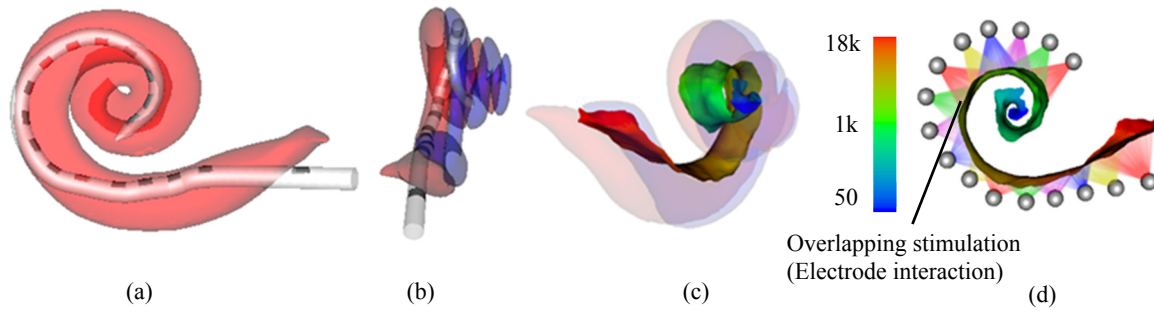 18k
1k
50
Overlapping stimulation
(Electrode interaction)
(a)
(b)
(c)
(d)